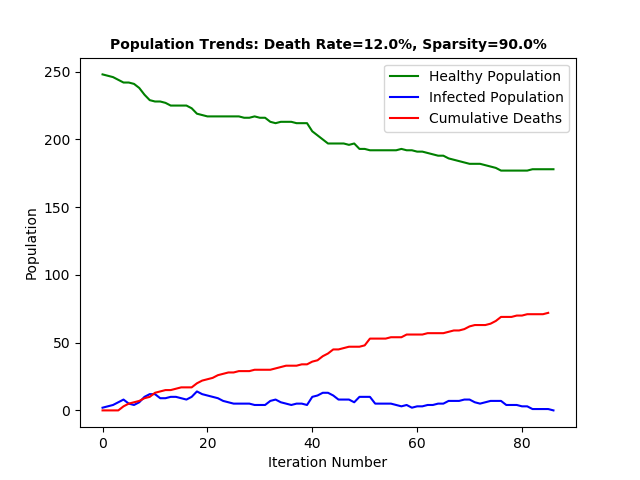 Population Trends: Death Rate=12.0%, Sparsity=90.0%
Healthy Population
Infected Population
Cumulative Deaths
250
200
150
100
50
0
Population
0 20 40 60 80
Iteration Number